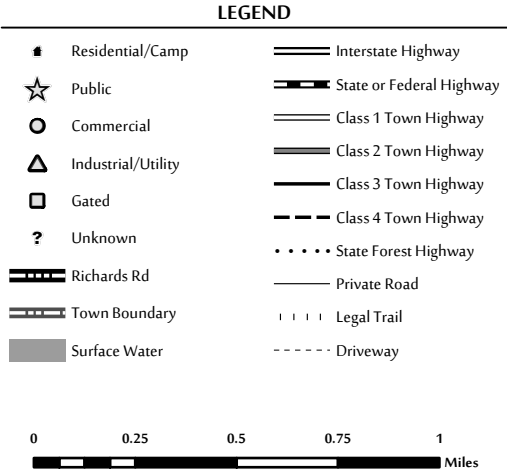 LEGEND
Residential/Camp
Public
Commercial
Industrial/Utility
Gated
? Unknown
Richards Rd
Town Boundary
Surface Water
Interstate Highway
State or Federal Highway
Class 1 Town Highway
Class 2 Town Highway
Class 3 Town Highway
Class 4 Town Highway
State Forest Highway
Private Road
Legal Trail
Driveway
0 0.25 0.5 0.75 1
Miles